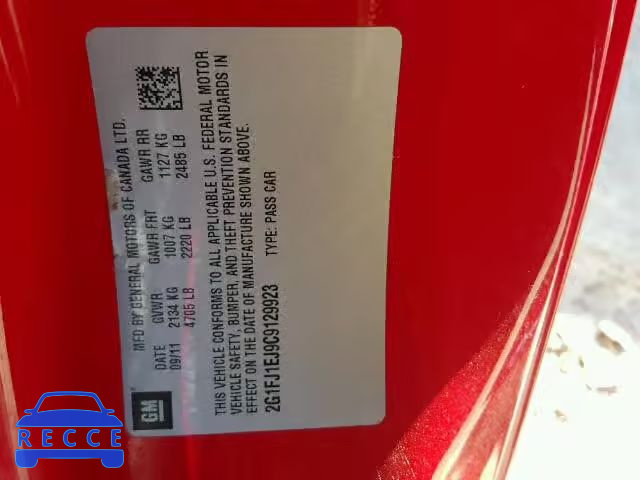 MFD BY GENERAL MOTORS OF CANADA LTD.
DATE GVWR GAWR FRT GAWR RR
09/11 2134 KG 1007 KG 1127 KG
4705 LB 2220 LB 2485 LB
THIS VEHICLE CONFORMS TO ALL APPLICABLE U.S. FEDERAL MOTOR
VEHICLE SAFETY, BUMPER, AND THEFT PREVENTION STANDARDS IN
EFFECT ON THE DATE OF MANUFACTURE SHOWN ABOVE.
2G1FJ1EJ9C9129923 TYPE: PASS CAR
GM
RECCE